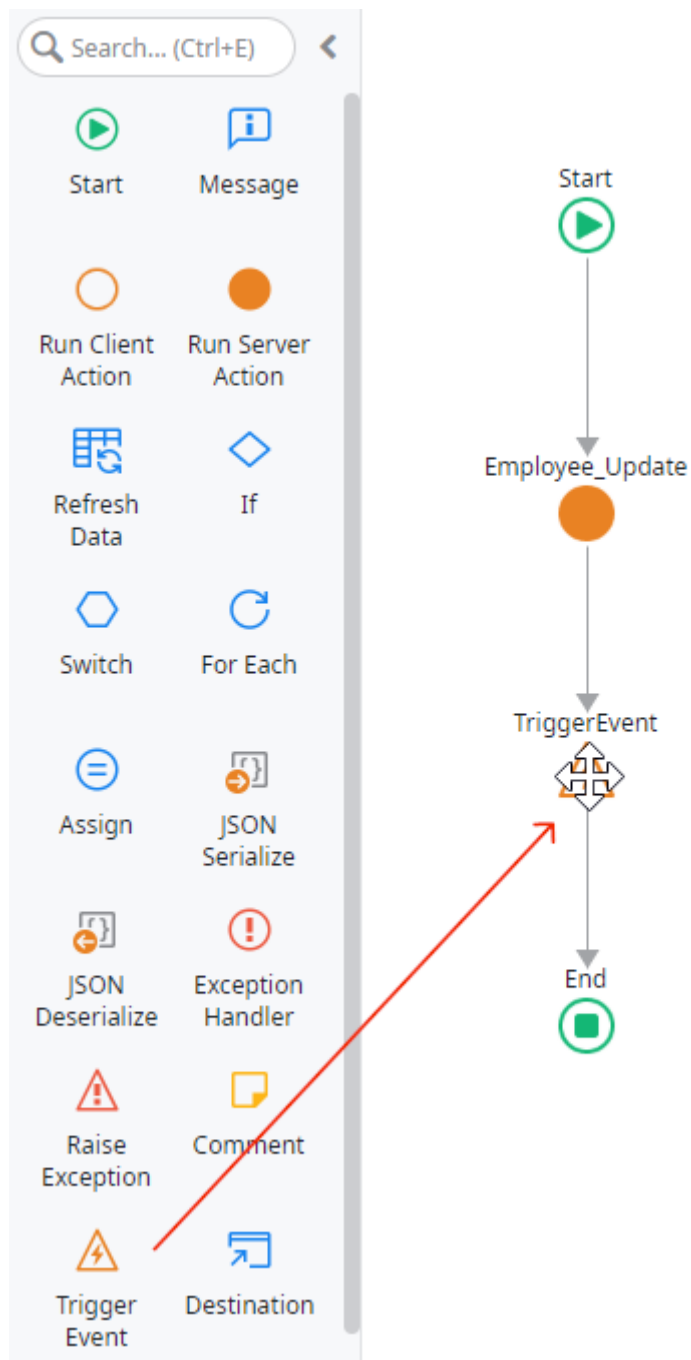 Search... (Ctrl+E)
Start
Message
Run Client
Action
Run Server
Action
Refresh
Data
If
Switch
For Each
Assign
JSON
Serialize
JSON
Deserialize
Exception
Handler
Raise
Exception
Comment
Trigger
Event
Destination
Start
Employee_Update
TriggerEvent
End